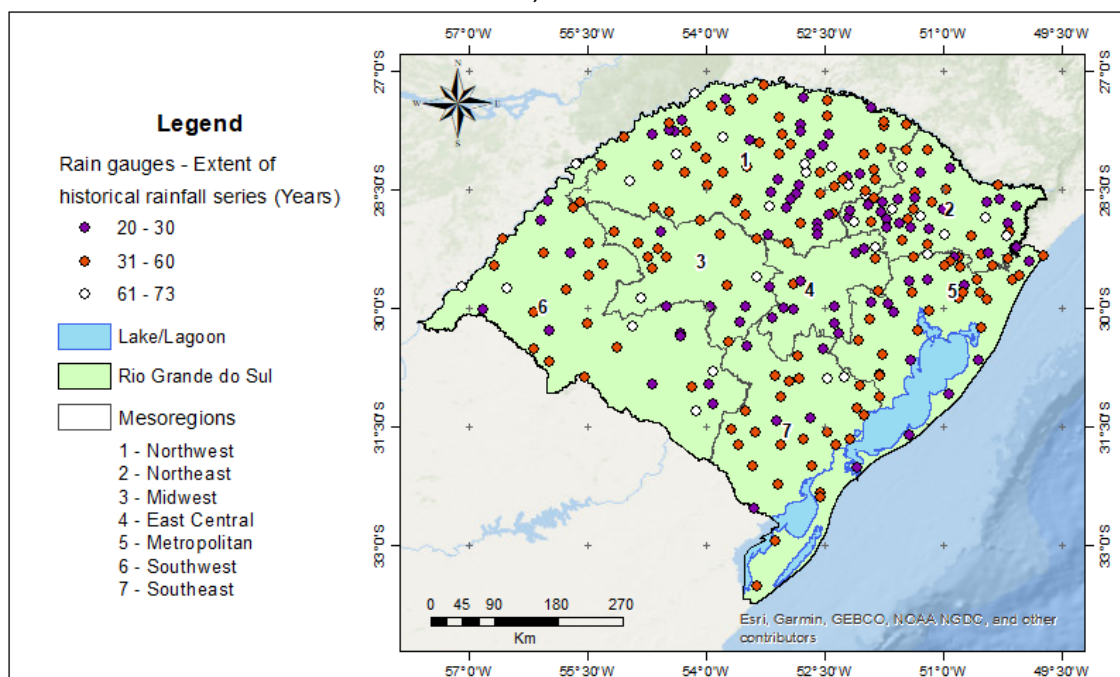 57°0'W 55°30'W 54°0'W 52°30'W 51°0'W 49°30'W
27°0'S 27°0'S
N
W E
S
Legend
Rain gauges - Extent of
historical rainfall series (Years)
20 - 30
31 - 60
61 - 73
Lake/Lagoon
Rio Grande do Sul
Mesoregions
1 - Northwest
2 - Northeast
3 - Midwest
4 - East Central
5 - Metropolitan
6 - Southwest
7 - Southeast
1
28°30'S 28°30'S
2
3
4
5
6
30°0'S 30°0'S
31°30'S 31°30'S
7
33°0'S 33°0'S
0 45 90 180 270
Km
Esri, Garmin, GEBCO, NOAA NGDC, and other
contributors
57°0'W 55°30'W 54°0'W 52°30'W 51°0'W 49°30'W